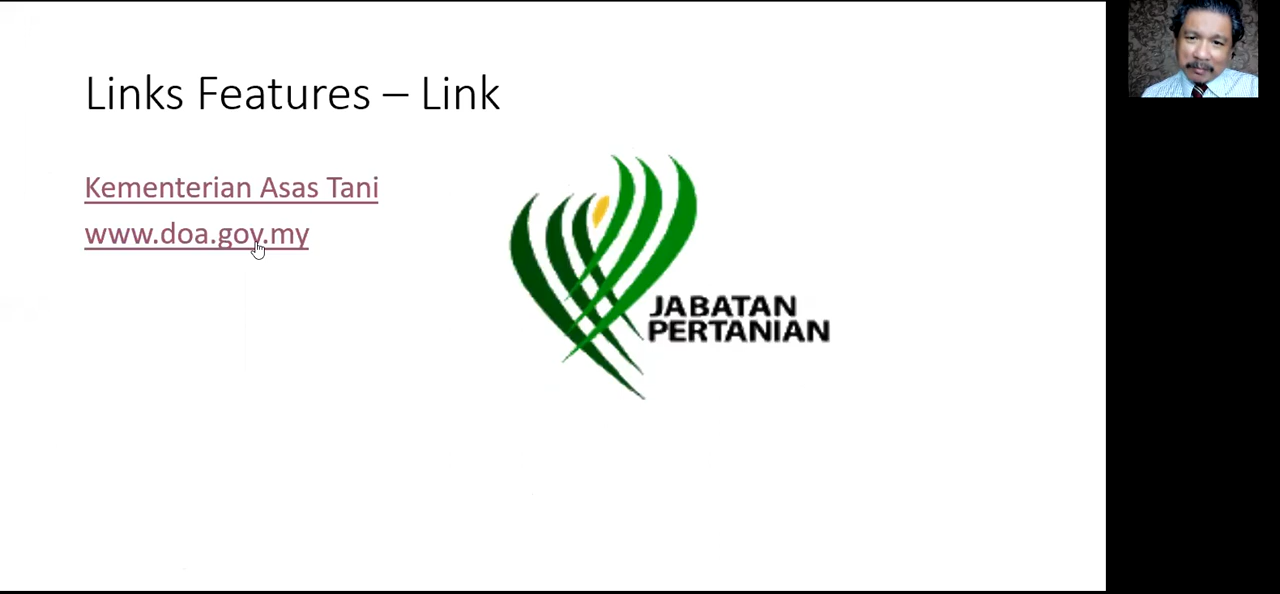 Links Features – Link
Kementerian Asas Tani
www.doa.gov.my
JABATAN
PERTANIAN